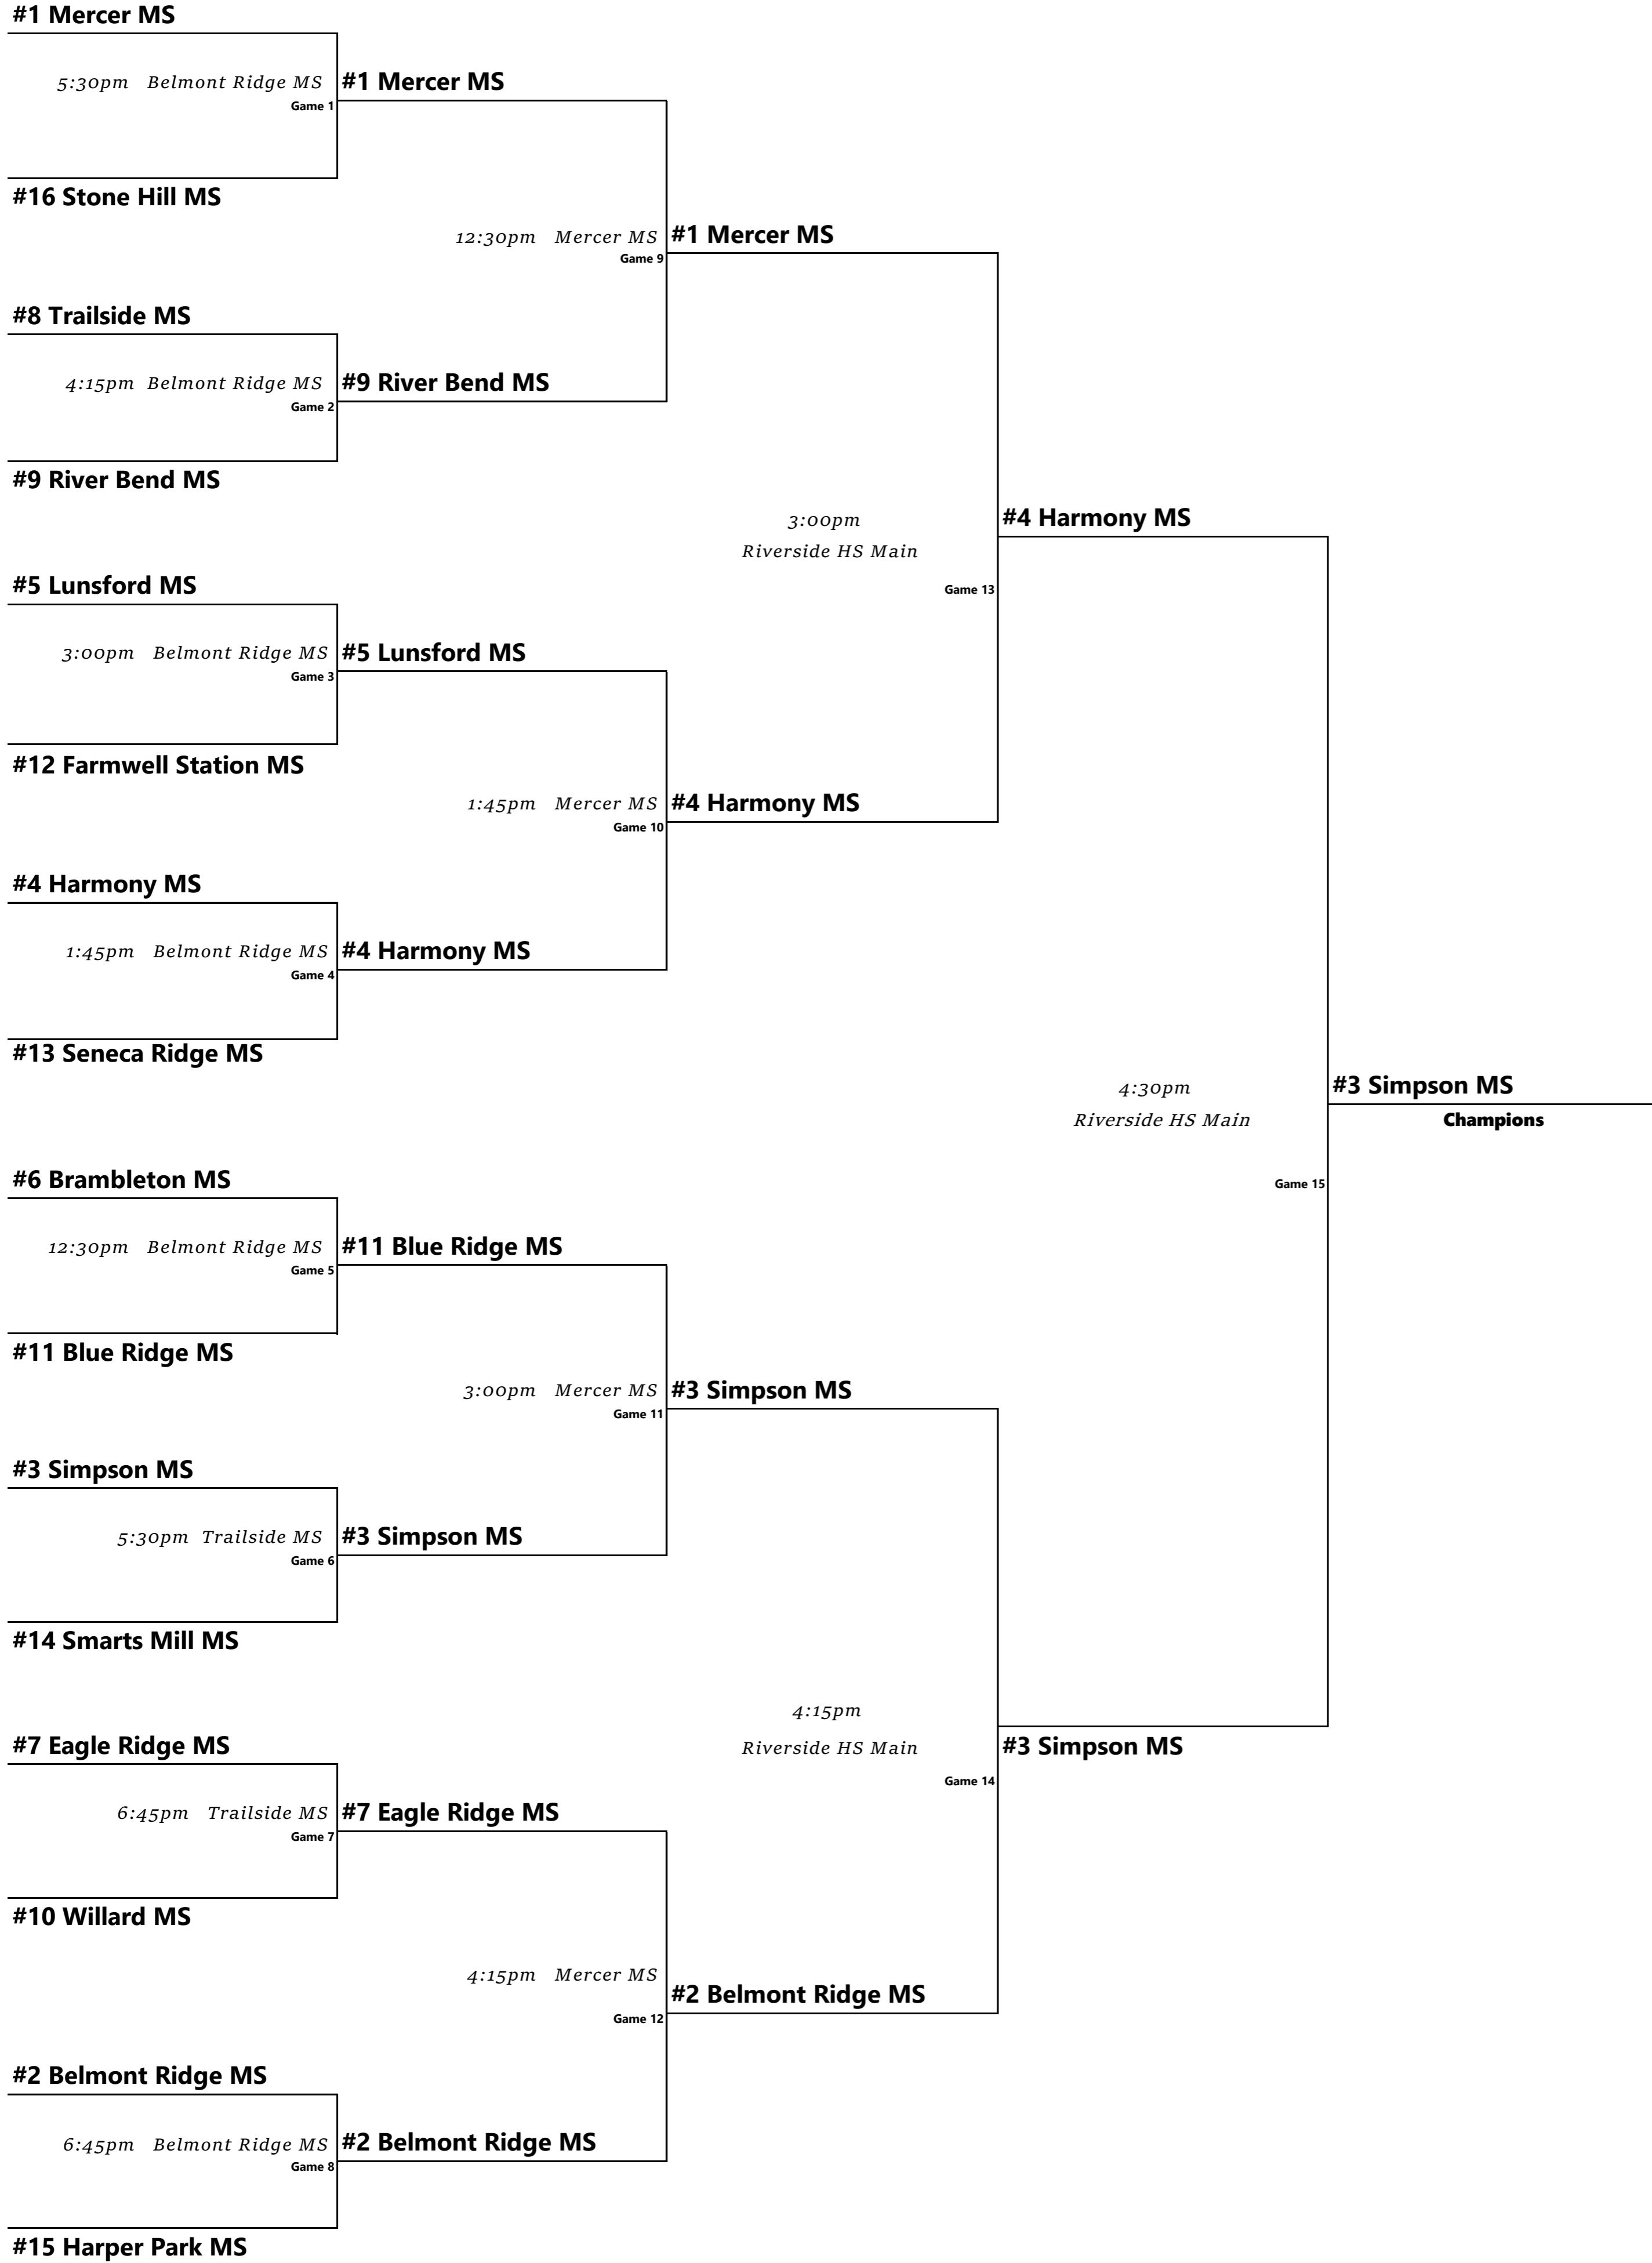 #1 Mercer MS
5:30pm Belmont Ridge MS
Game 1
#1 Mercer MS
#16 Stone Hill MS
12:30pm Mercer MS
Game 9
#1 Mercer MS
#8 Trailside MS
4:15pm Belmont Ridge MS
Game 2
#9 River Bend MS
#9 River Bend MS
3:00pm
Riverside HS Main
Game 13
#4 Harmony MS
#5 Lunsford MS
3:00pm Belmont Ridge MS
Game 3
#5 Lunsford MS
#12 Farmwell Station MS
1:45pm Mercer MS
Game 10
#4 Harmony MS
#4 Harmony MS
1:45pm Belmont Ridge MS
Game 4
#4 Harmony MS
#13 Seneca Ridge MS
4:30pm
Riverside HS Main
Game 15
#3 Simpson MS
Champions
#6 Brambleton MS
12:30pm Belmont Ridge MS
Game 5
#11 Blue Ridge MS
#11 Blue Ridge MS
3:00pm Mercer MS
Game 11
#3 Simpson MS
#3 Simpson MS
5:30pm Trailside MS
Game 6
#3 Simpson MS
#14 Smarts Mill MS
4:15pm
Riverside HS Main
Game 14
#3 Simpson MS
#7 Eagle Ridge MS
6:45pm Trailside MS
Game 7
#7 Eagle Ridge MS
#10 Willard MS
4:15pm Mercer MS
Game 12
#2 Belmont Ridge MS
#2 Belmont Ridge MS
6:45pm Belmont Ridge MS
Game 8
#2 Belmont Ridge MS
#15 Harper Park MS